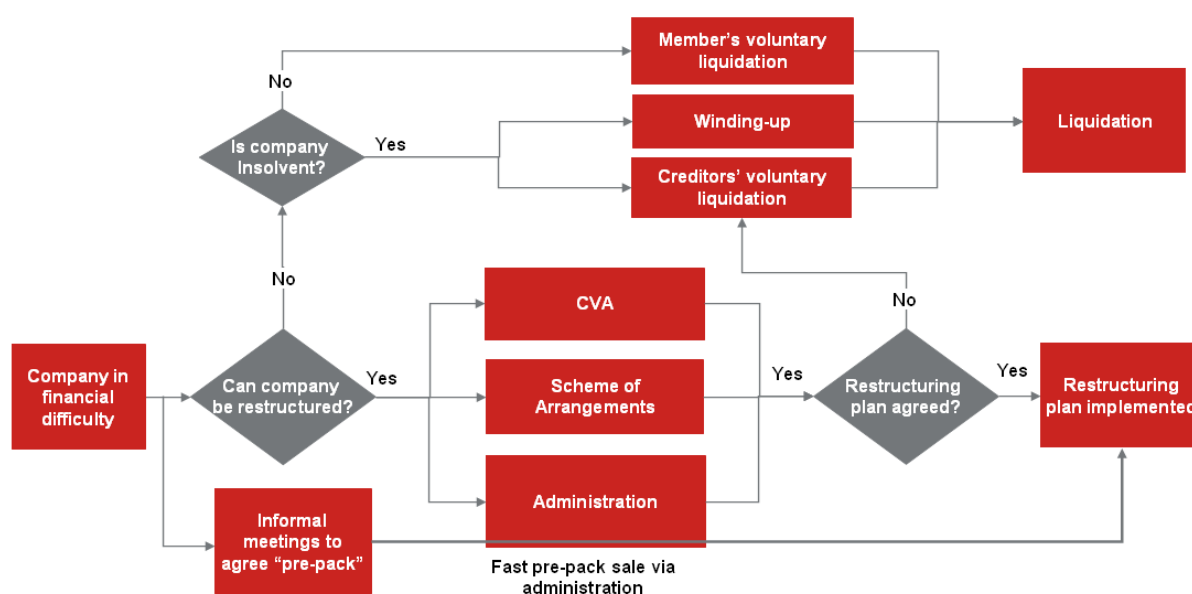 Member's voluntary
liquidation
No
Winding-up
Liquidation
Is company
Insolvent?
Yes
Creditors' voluntary
liquidation
No
CVA
No
Company in
financial
difficulty
Can company
be restructured?
Yes
Scheme of
Arrangements
Yes
Restructuring
plan agreed?
Yes
Restructuring
plan implemented
Administration
Informal
meetings to
agree “pre-pack”
Fast pre-pack sale via
administration